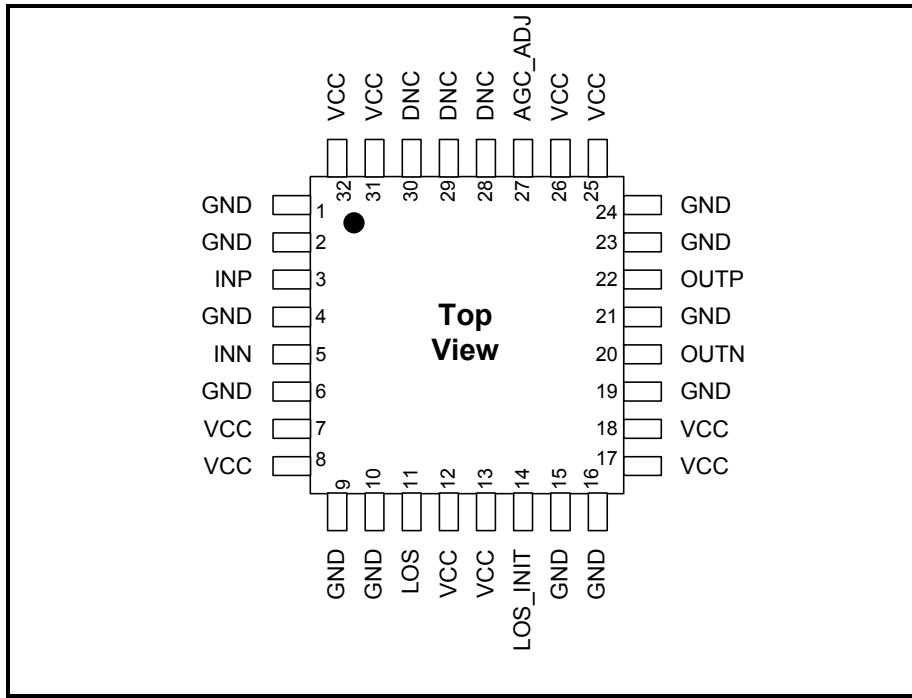 VCC
VCC
DNC
DNC
DNC
AGC_ADJ
VCC
VCC
32
31
30
29
28
27
26
25
GND 1
GND 2
INP 3
GND 4
INN 5
GND 6
VCC 7
VCC 8
Top
View
24 GND
23 GND
22 OUTP
21 GND
20 OUTN
19 GND
18 VCC
17 VCC
9
10
11
12
13
14
15
16
GND
GND
LOS
VCC
VCC
LOS_INIT
GND
GND